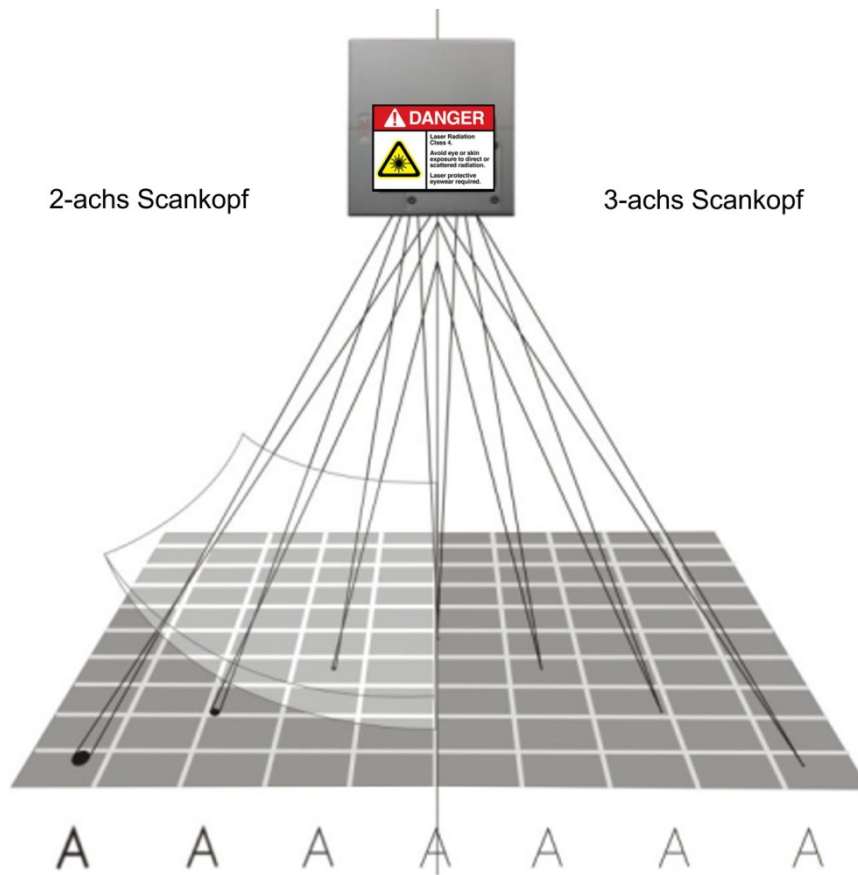 DANGER
Laser Radiation
Class 4.
Avoid eye or skin
exposure to direct or
scattered radiation.
Laser protective
eyewear required.
2-achs Scankopf
3-achs Scankopf
A A A A A A A